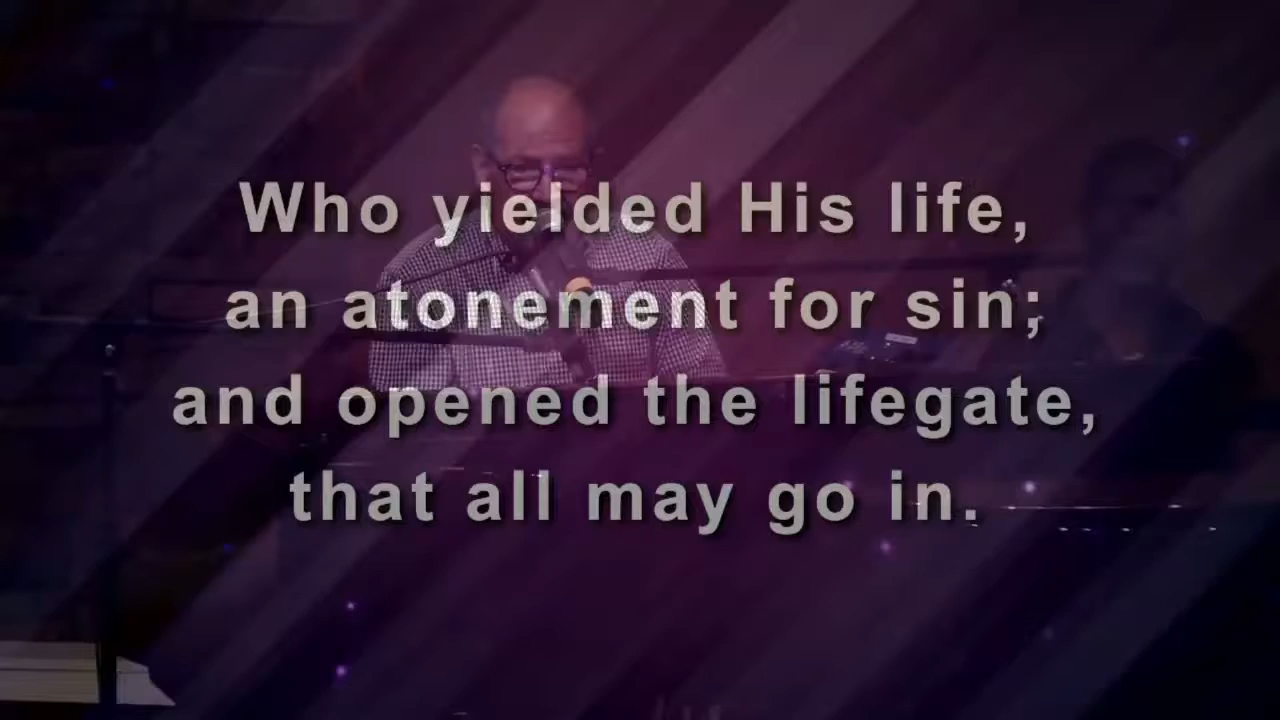 Who yielded His life,
an atonement for sin;
and opened the lifegate,
that all may go in.